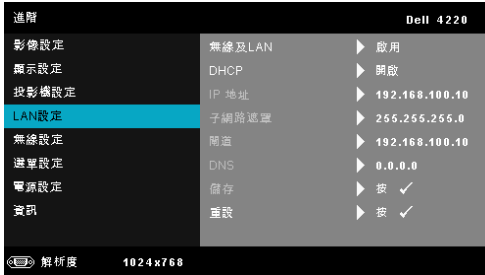 進階 Dell 4220
影像設定
顯示設定
投影機設定
LAN設定
無線設定
選單設定
電源設定
資訊
無線及LAN 啟用
DHCP 開啟
IP 地址 192.168.100.10
子網路遮罩 255.255.255.0
閘道 192.168.100.10
DNS 0.0.0.0
儲存 按 ✓
重設 按 ✓
解析度 1024x768